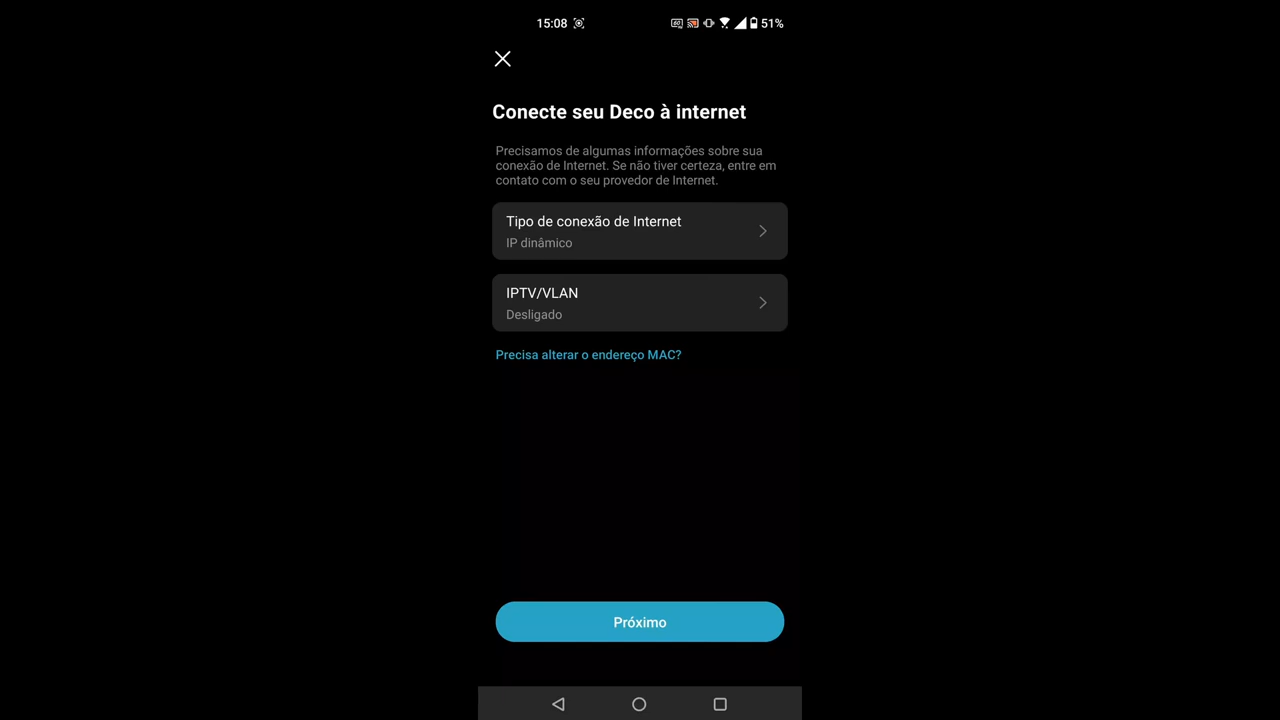 15:08
51%
Conecte seu Deco à internet
Precisamos de algumas informações sobre sua
conexão de Internet. Se não tiver certeza, entre em
contato com o seu provedor de Internet.
Tipo de conexão de Internet
IP dinâmico
IPTV/VLAN
Desligado
Precisa alterar o endereço MAC?
Próximo